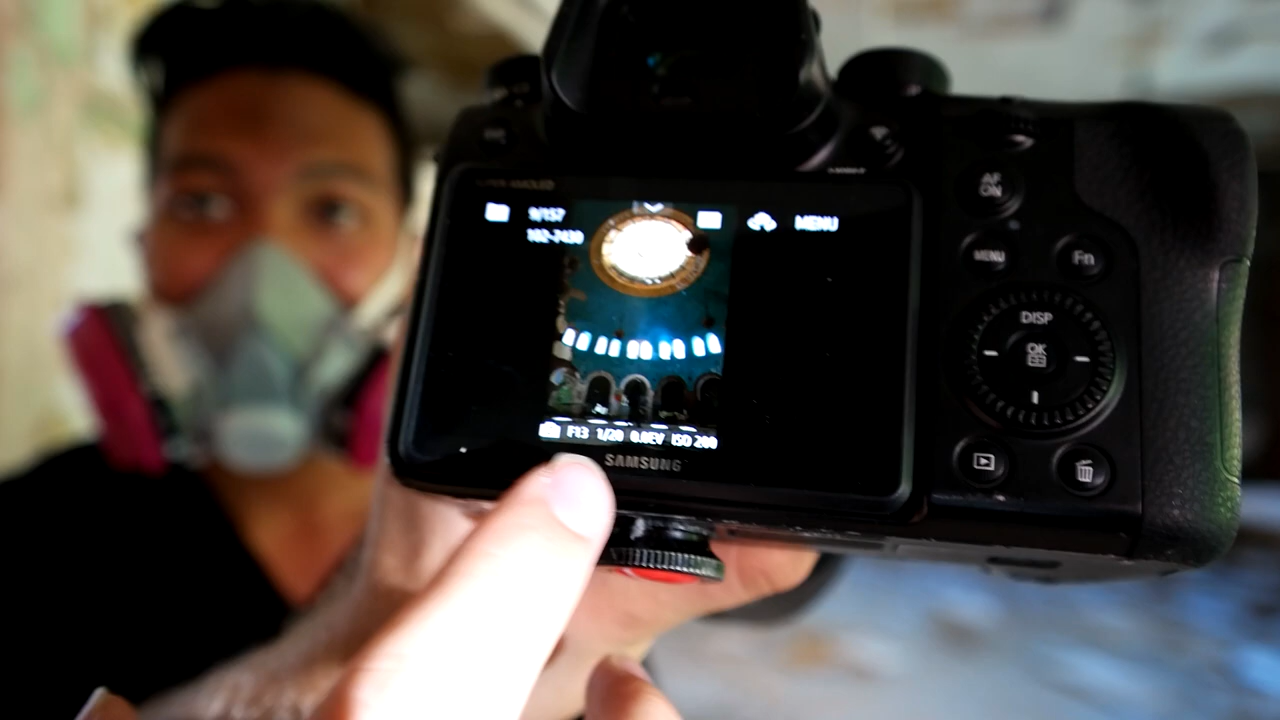 9/157
MENU
102-7430
F13 1/20 0.0EV ISO 200
SAMSUNG
AF
ON
MENU
Fn
DISP
OK